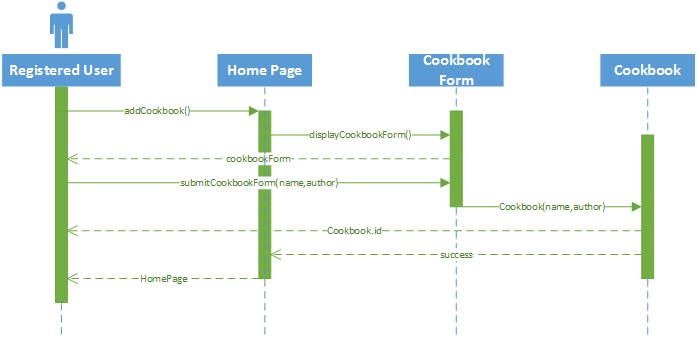 Registered User
Home Page
Cookbook
Form
Cookbook
addCookbook()
displayCookbookForm()
cookbookForm
submitCookbookForm(name,author)
Cookbook(name,author)
Cookbook.id
success
HomePage